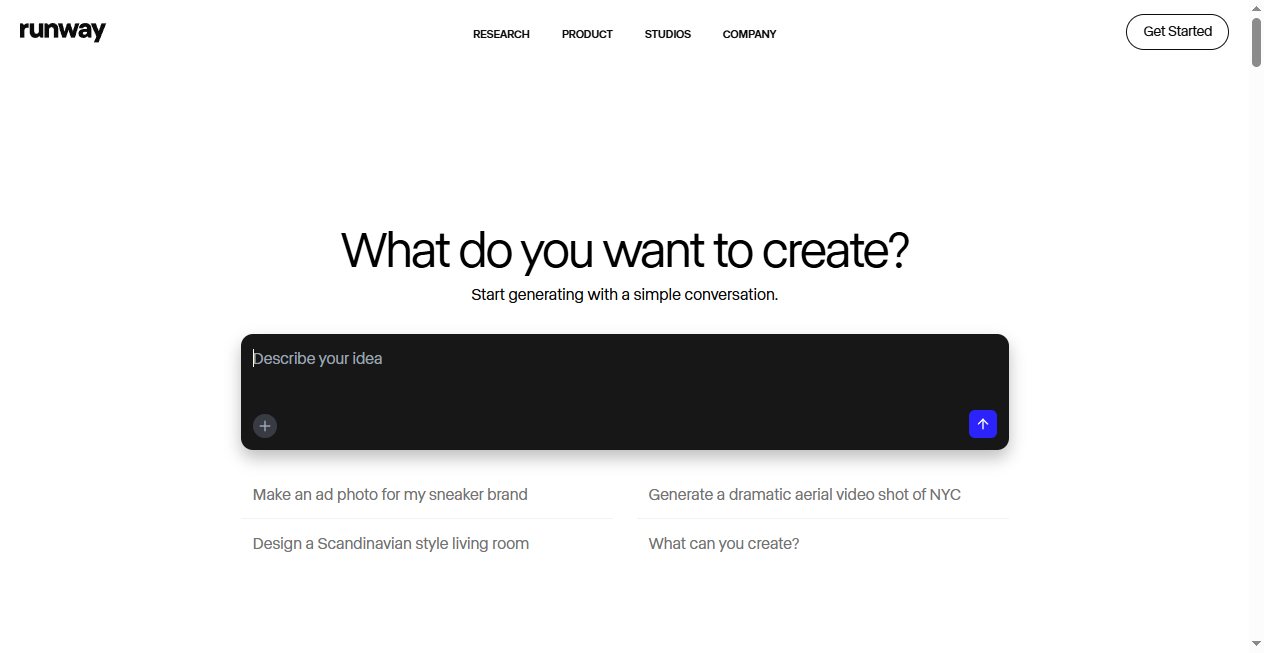 runway
RESEARCH PRODUCT STUDIOS COMPANY
Get Started
What do you want to create?
Start generating with a simple conversation.
Describe your idea
Make an ad photo for my sneaker brand
Generate a dramatic aerial video shot of NYC
Design a Scandinavian style living room
What can you create?